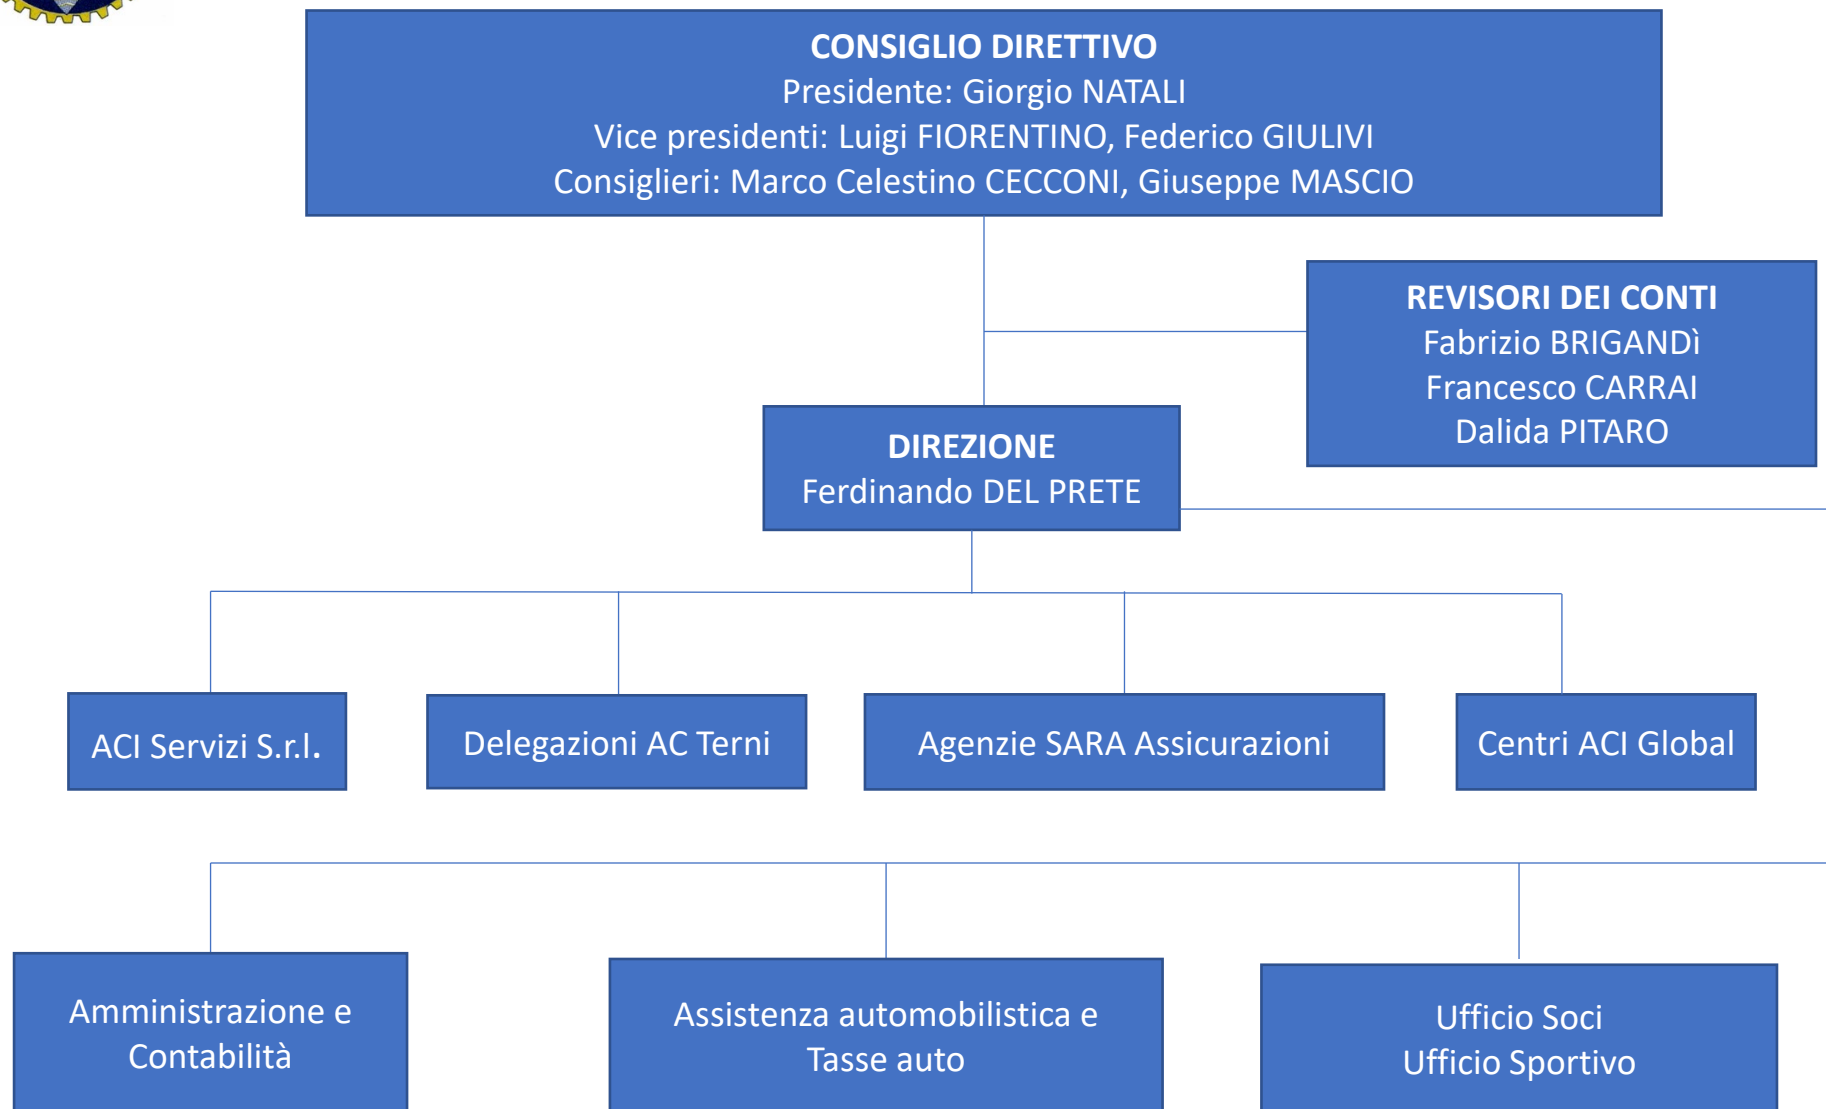 CONSIGLIO DIRETTIVO
Presidente: Giorgio NATALI
Vice presidenti: Luigi FIORENTINO, Federico GIULIVI
Consiglieri: Marco Celestino CECCONI, Giuseppe MASCIO
REVISORI DEI CONTI
Fabrizio BRIGANDì
Francesco CARRAI
Dalida PITARO
DIREZIONE
Ferdinando DEL PRETE
ACI Servizi S.r.l.
Delegazioni AC Terni
Agenzie SARA Assicurazioni
Centri ACI Global
Amministrazione e
Contabilità
Assistenza automobilistica e
Tasse auto
Ufficio Soci
Ufficio Sportivo